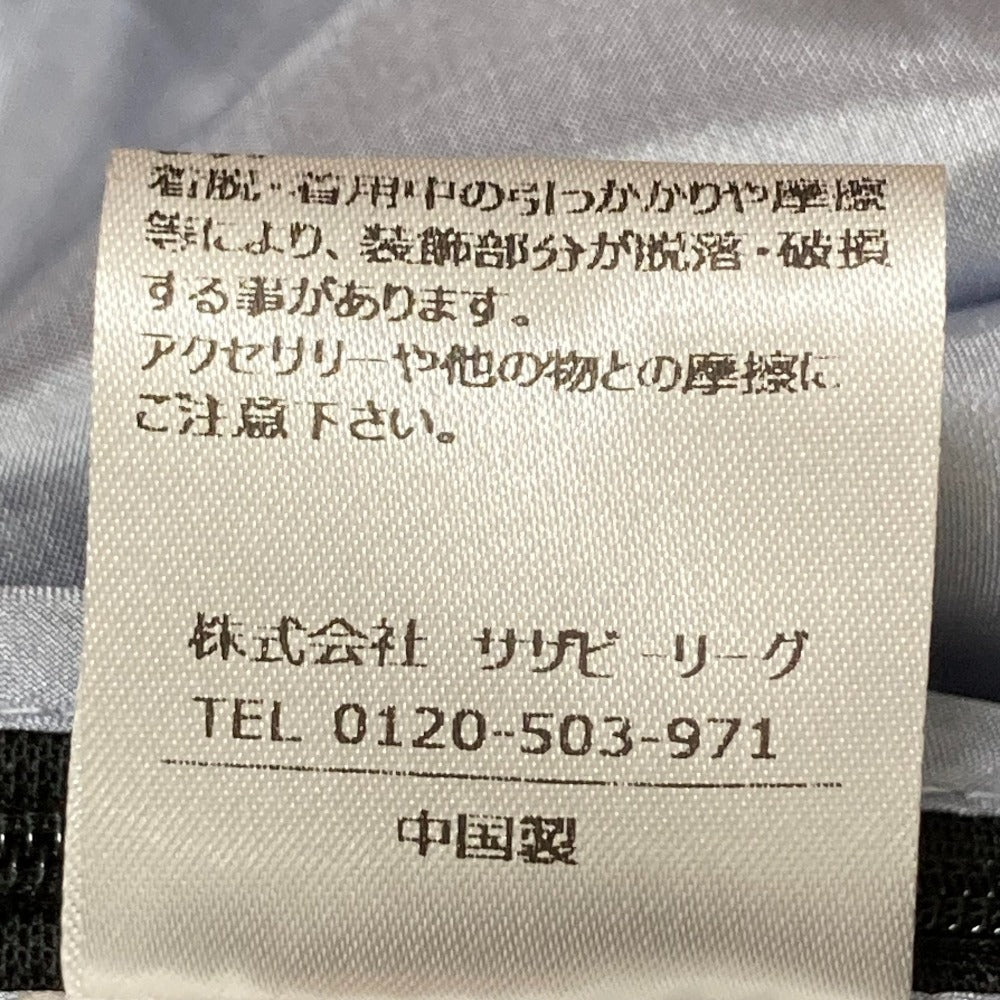 着脱・着用中の引っかかりや摩擦
等により、装飾部分が脱落・破損
する事があります。
アクセサリーや他の物との摩擦に
ご注意下さい。
株式会社 サザビーリーグ
TEL 0120-503-971
中国製